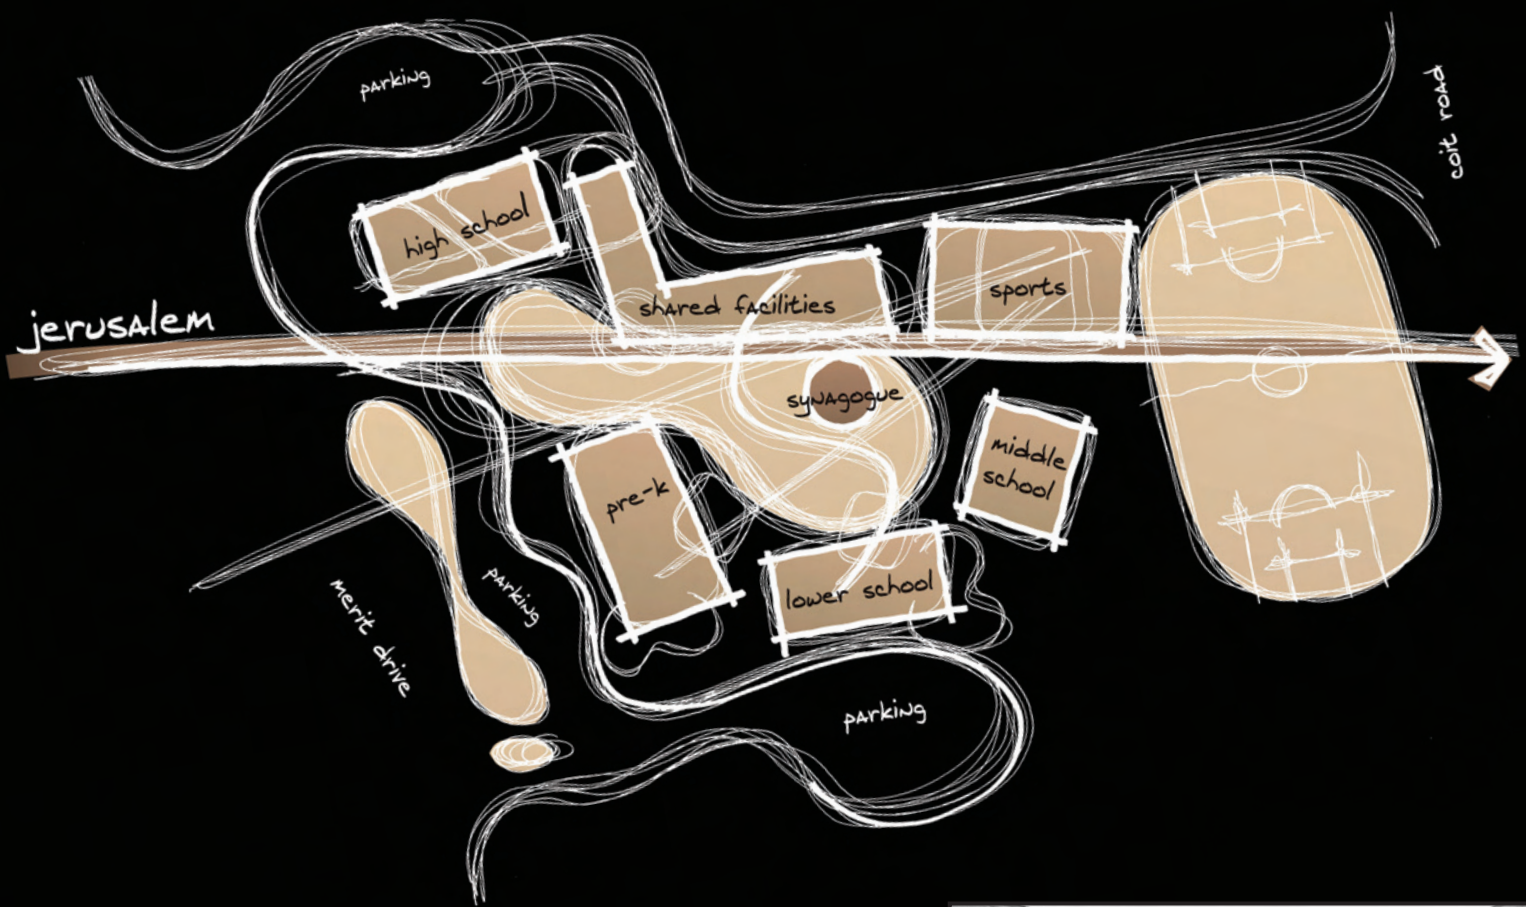 parking
coit road
high school
jerusalem
shared facilities
sports
synagogue
middle
school
pre-k
lower school
parking
merit drive
parking